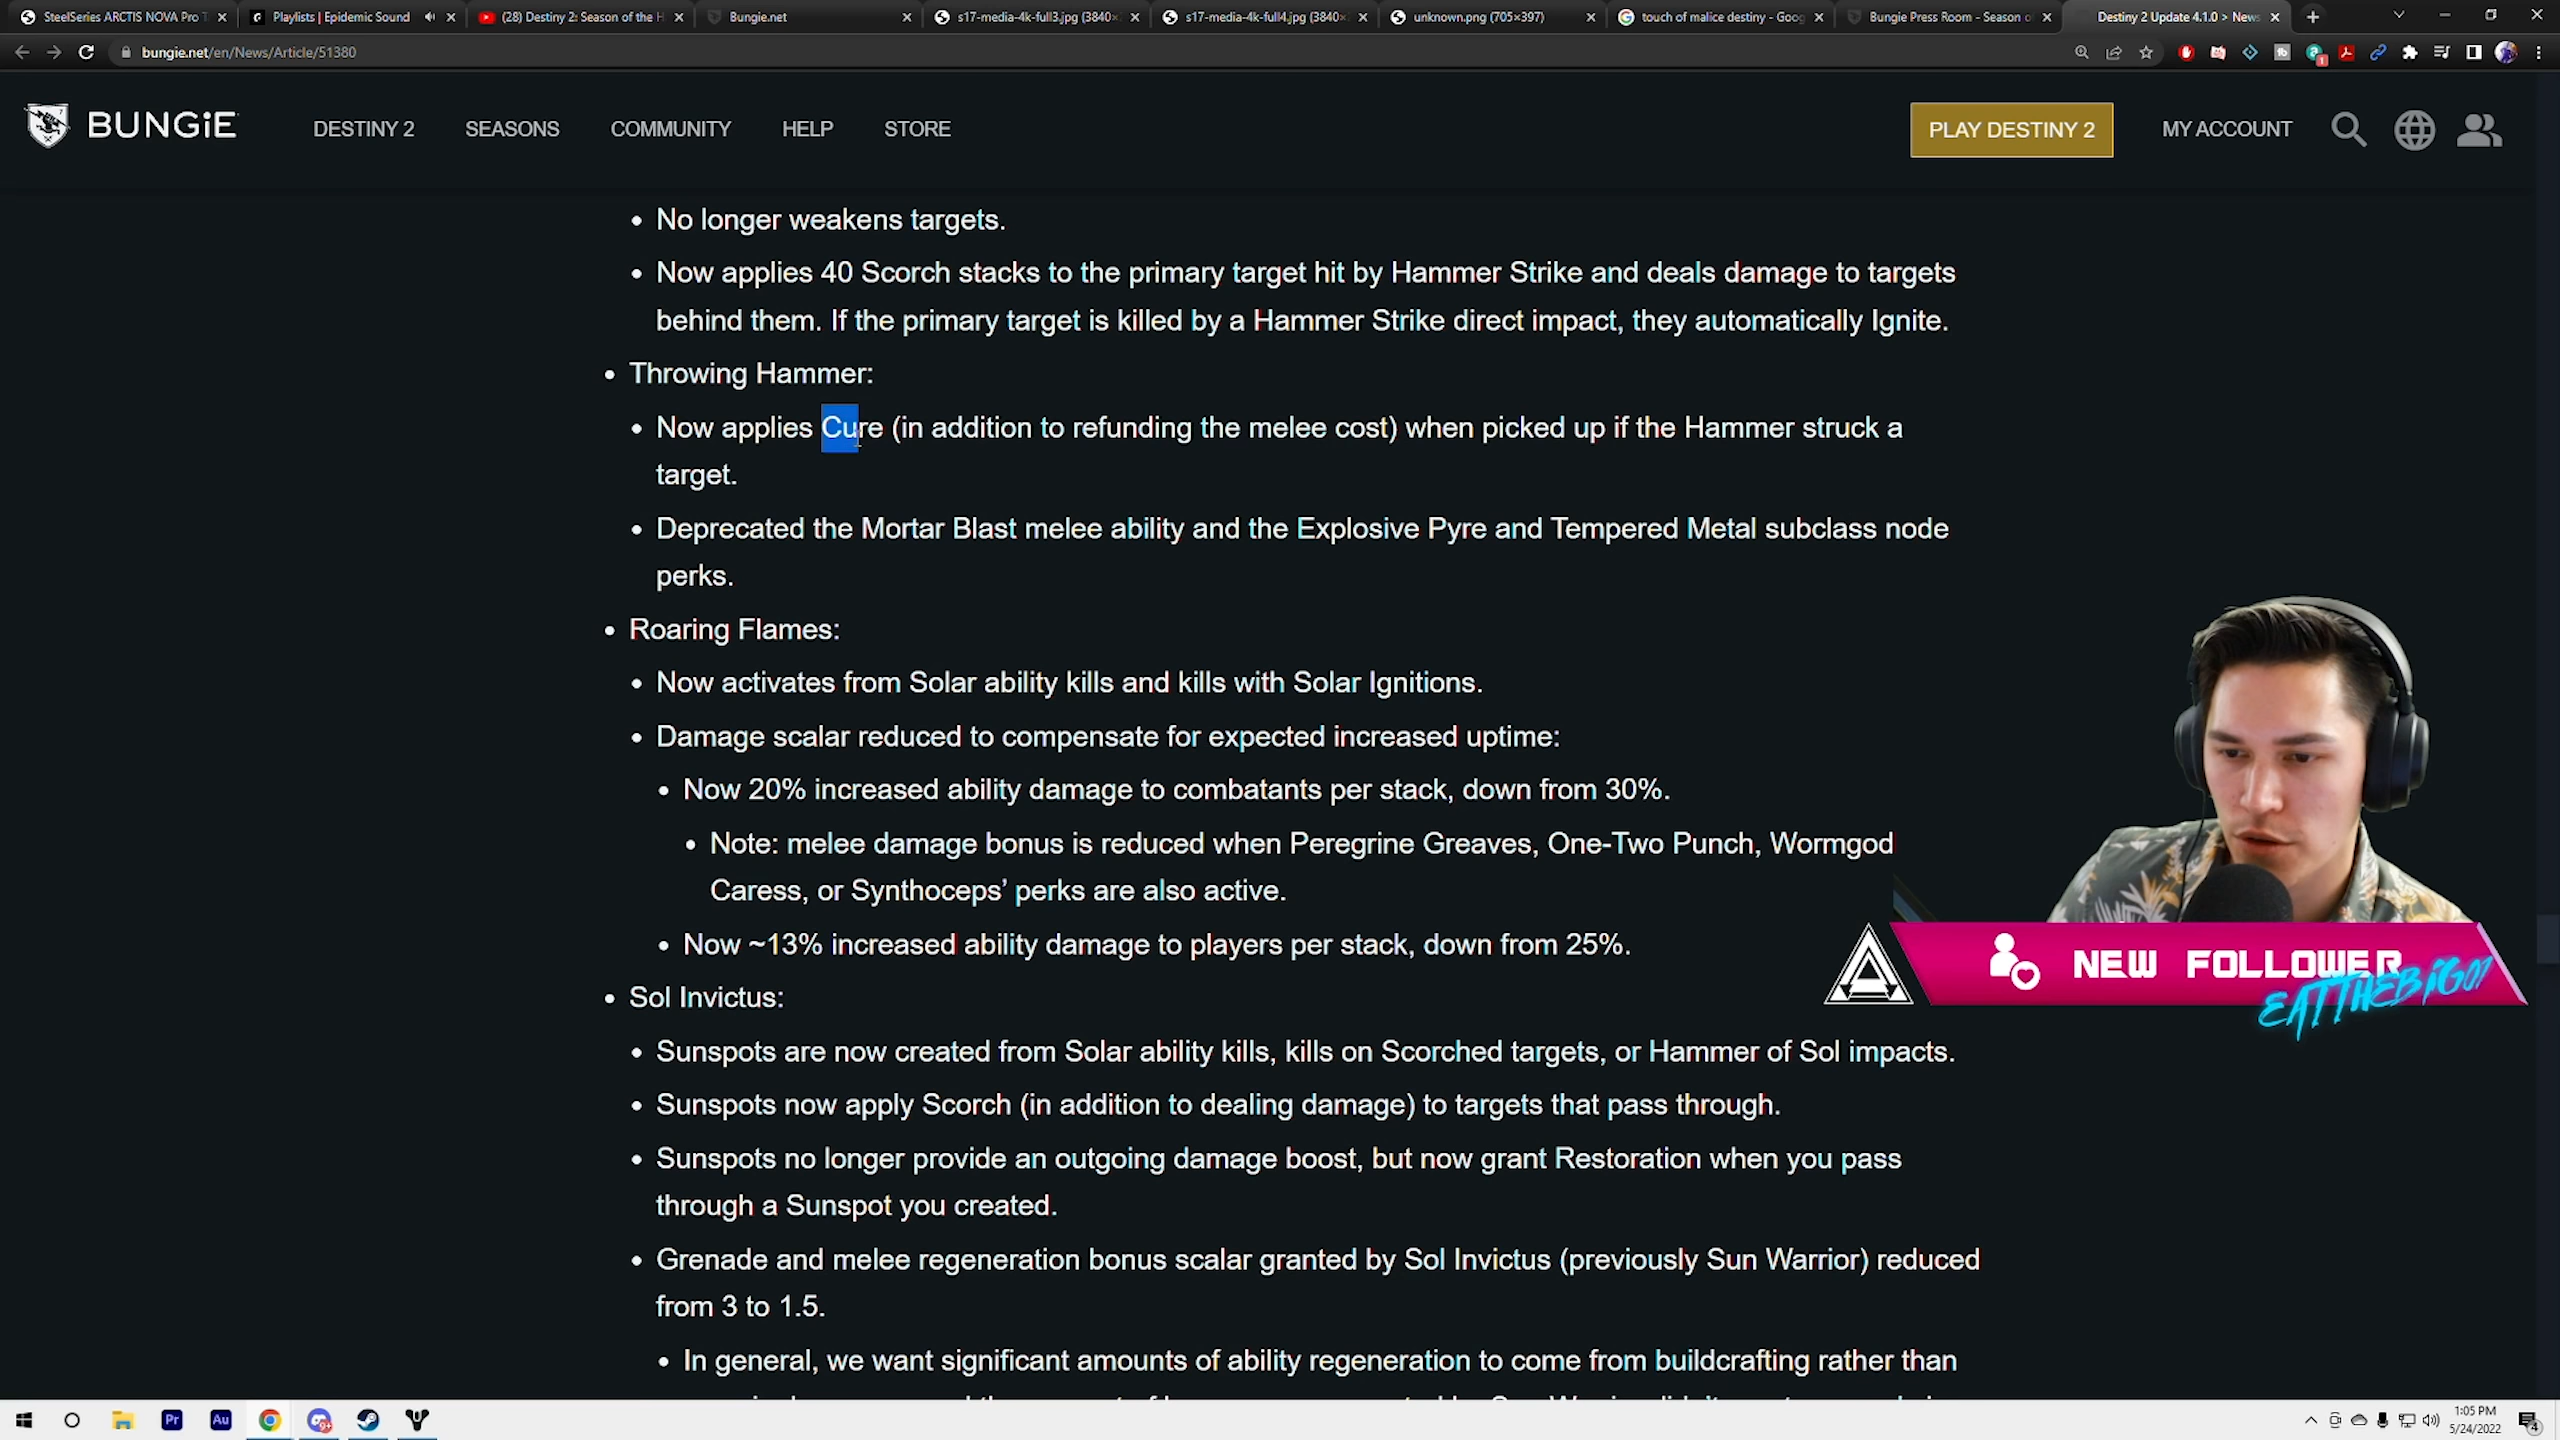 SteelSeries ARCTIS NOVA Pro T
Playlists | Epidemic Sound
(28) Destiny 2: Season of the H
Bungie.net
s17-media-4k-full3.jpg (3840×
s17-media-4k-full4.jpg (3840×
unknown.png (705×397)
touch of malice destiny - Goog
Bungie Press Room - Season o
Destiny 2 Update 4.1.0 > News
bungie.net/en/News/Article/51380
BUNGiE
DESTINY 2
SEASONS
COMMUNITY
HELP
STORE
PLAY DESTINY 2
MY ACCOUNT
• No longer weakens targets.
• Now applies 40 Scorch stacks to the primary target hit by Hammer Strike and deals damage to targets
behind them. If the primary target is killed by a Hammer Strike direct impact, they automatically Ignite.
• Throwing Hammer:
• Now applies Cure (in addition to refunding the melee cost) when picked up if the Hammer struck a
target.
• Deprecated the Mortar Blast melee ability and the Explosive Pyre and Tempered Metal subclass node
perks.
• Roaring Flames:
• Now activates from Solar ability kills and kills with Solar Ignitions.
• Damage scalar reduced to compensate for expected increased uptime:
• Now 20% increased ability damage to combatants per stack, down from 30%.
• Note: melee damage bonus is reduced when Peregrine Greaves, One-Two Punch, Wormgod
Caress, or Synthoceps’ perks are also active.
• Now ~13% increased ability damage to players per stack, down from 25%.
NEW FOLLOWER
EATTHEBIG07
• Sol Invictus:
• Sunspots are now created from Solar ability kills, kills on Scorched targets, or Hammer of Sol impacts.
• Sunspots now apply Scorch (in addition to dealing damage) to targets that pass through.
• Sunspots no longer provide an outgoing damage boost, but now grant Restoration when you pass
through a Sunspot you created.
• Grenade and melee regeneration bonus scalar granted by Sol Invictus (previously Sun Warrior) reduced
from 3 to 1.5.
• In general, we want significant amounts of ability regeneration to come from buildcrafting rather than
Pr
Au
1:05 PM
5/24/2022